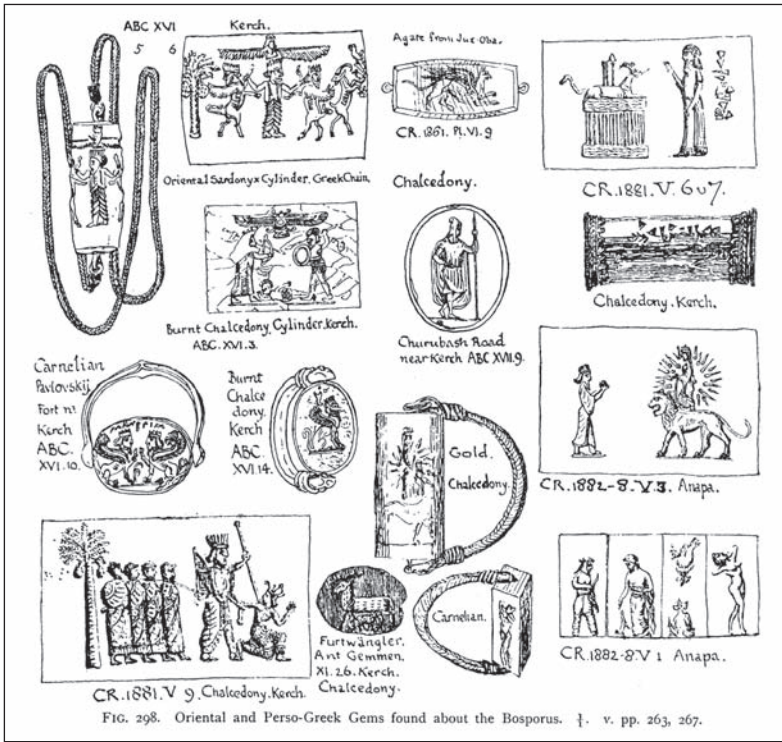 ABC XVI
5 6
Kerch.
Oriental Sardonyx Cylinder. Greek Chain.
Agate from Juz Oba.
CR. 1861. Pl. VI. 9
CR. 1881. V. 6 u 7.
Burnt Chalcedony Cylinder. Kerch.
ABC. XVI. 3.
Chalcedony.
Churubash Road
near Kerch ABC XVII. 9.
Chalcedony. Kerch.
Carnelian
Pavlovskij
Fort nr.
Kerch
ABC.
XVI. 10.
Burnt
Chalce
dony.
Kerch
ABC.
XVI 14.
Gold.
Chalcedony.
CR. 1882-8. V. 3. Anapa.
CR. 1881. V 9. Chalcedony. Kerch.
Furtwängler.
Ant Gemmen.
XI. 26. Kerch.
Chalcedony.
Carnelian.
CR. 1882-8. V 1 Anapa.
FIG. 298. Oriental and Perso-Greek Gems found about the Bosporus. v. pp. 263, 267.